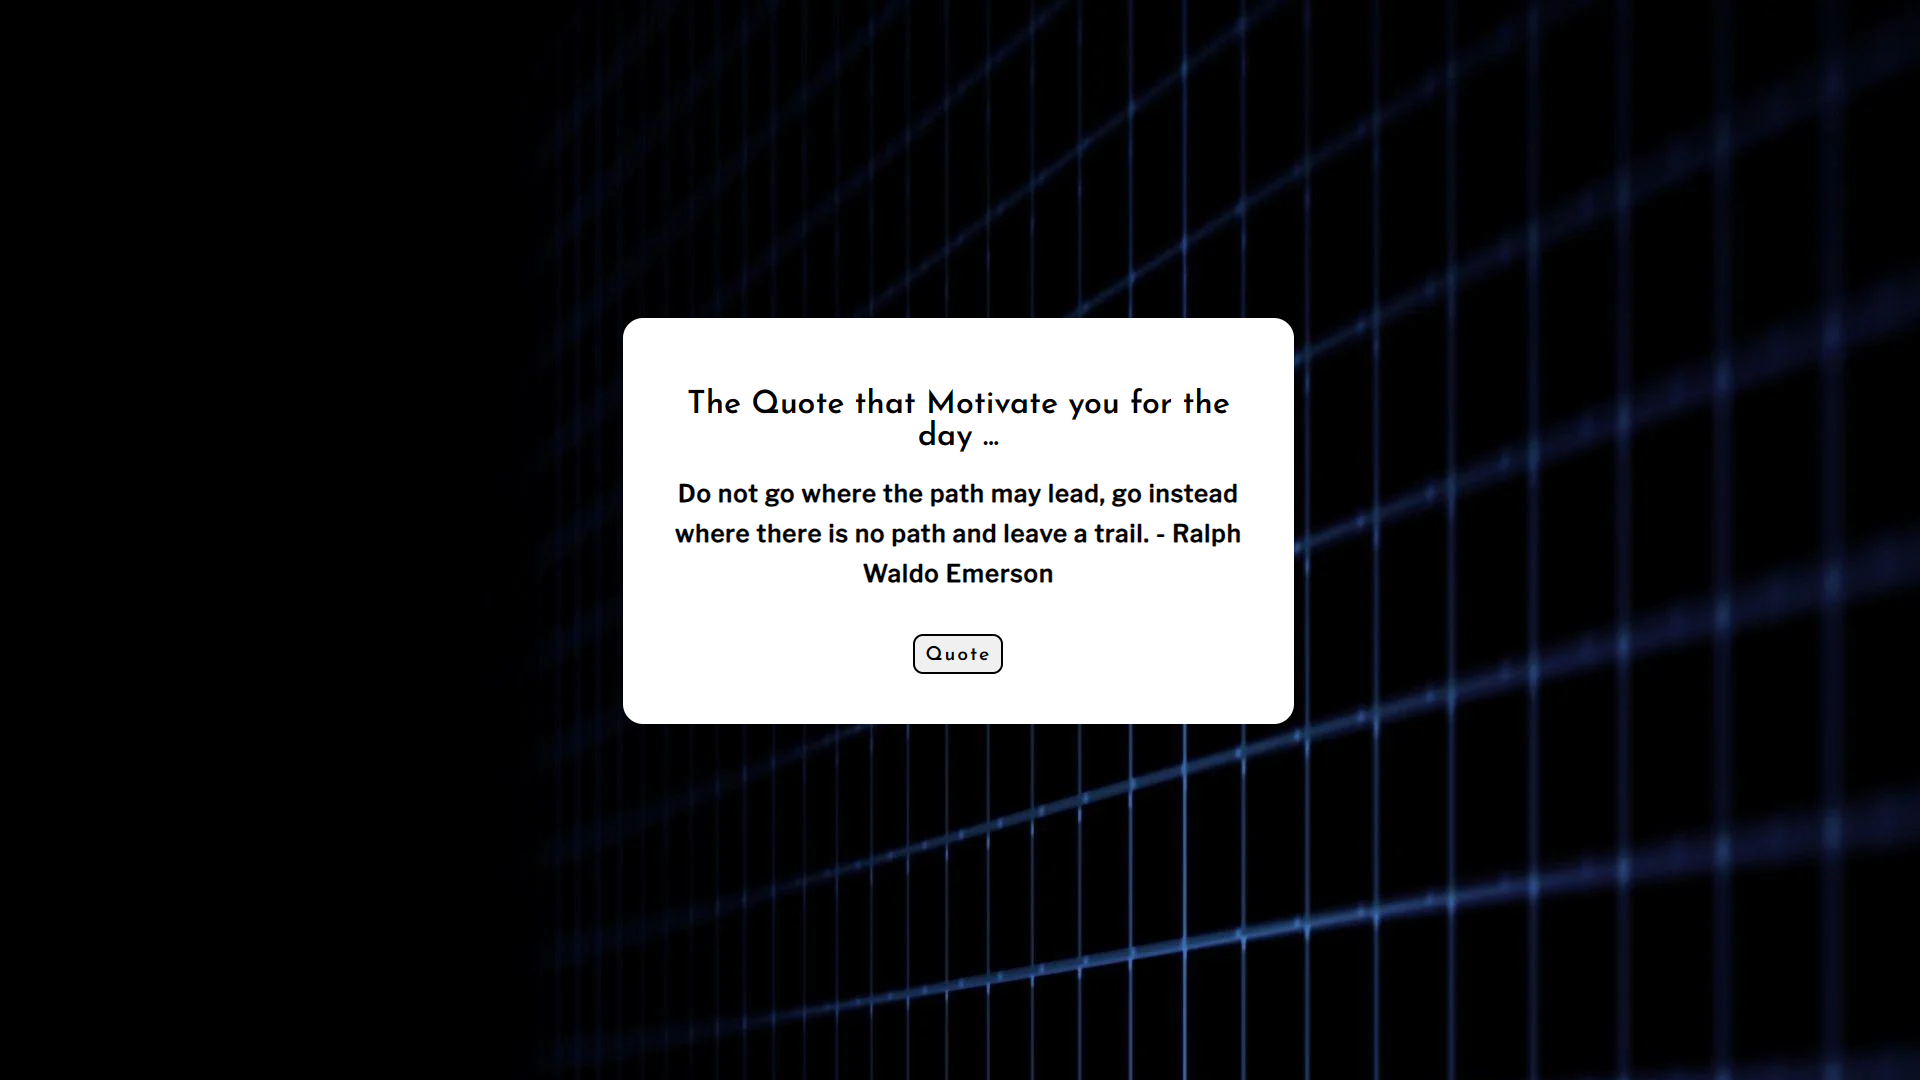 The Quote that Motivate you for the
day ...
Do not go where the path may lead, go instead
where there is no path and leave a trail. - Ralph
Waldo Emerson
Quote